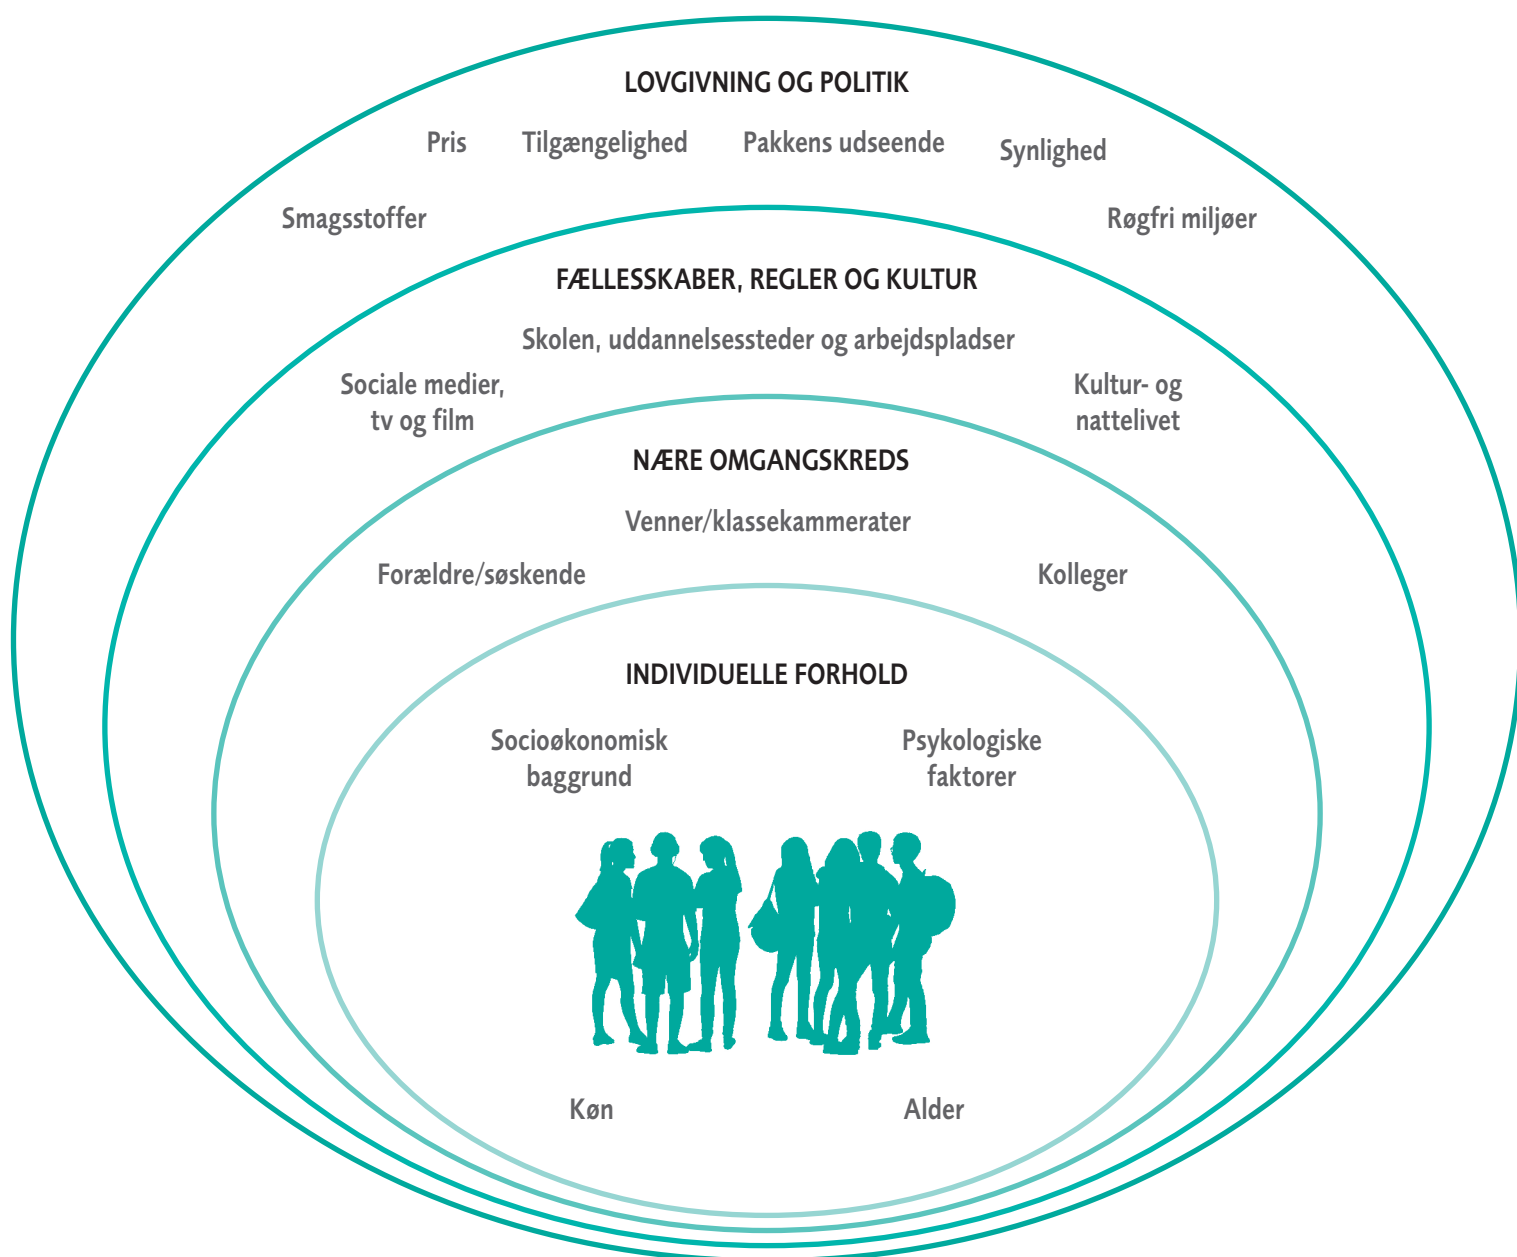 LOVGIVNING OG POLITIK
Pris
Tilgængelighed
Pakkens udseende
Synlighed
Smagsstoffer
Røgfri miljøer
FÆLLESSKABER, REGLER OG KULTUR
Skolen, uddannelsessteder og arbejdspladser
Sociale medier,
tv og film
Kultur- og
nattelivet
NÆRE OMGANGSKREDS
Venner/klassekammerater
Forældre/søskende
Kolleger
INDIVIDUELLE FORHOLD
Socioøkonomisk
baggrund
Psykologiske
faktorer
Køn
Alder